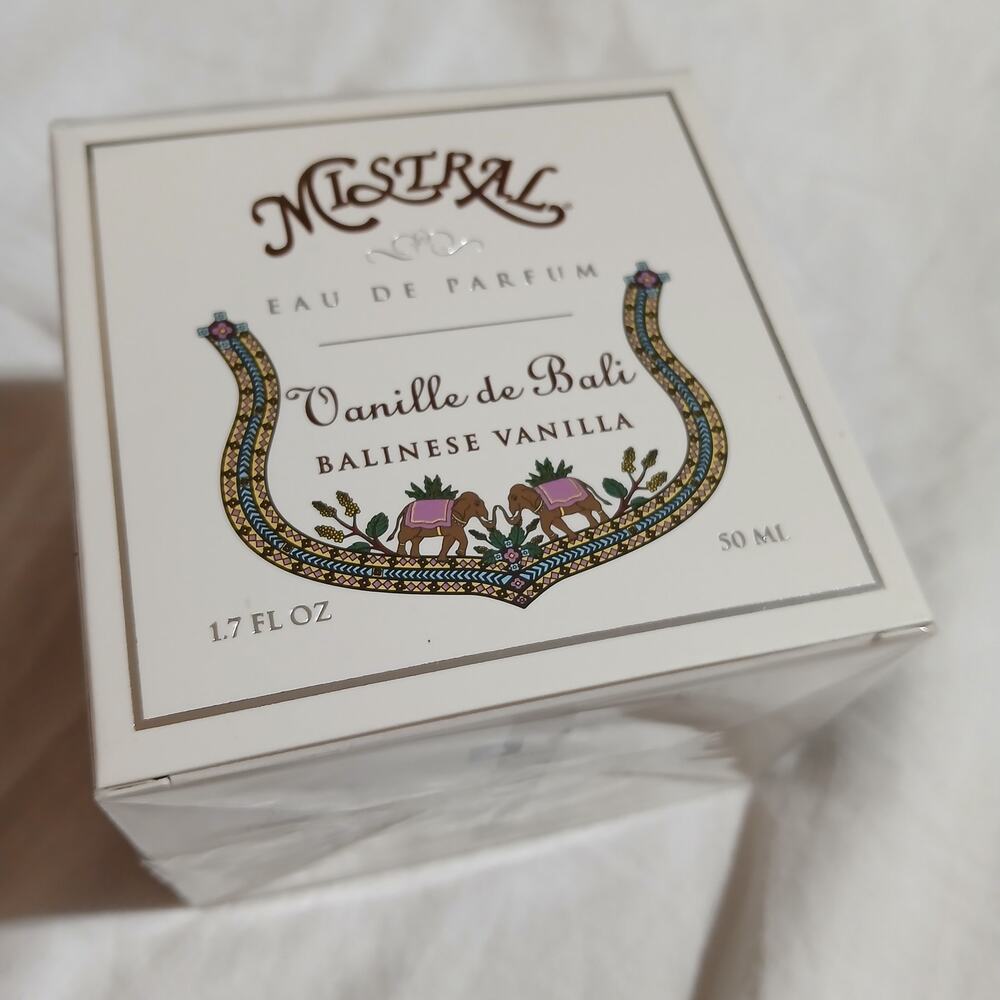 MISTRAL
EAU DE PARFUM
Vanille de Bali
BALINESE VANILLA
50 ML
1.7 FL OZ